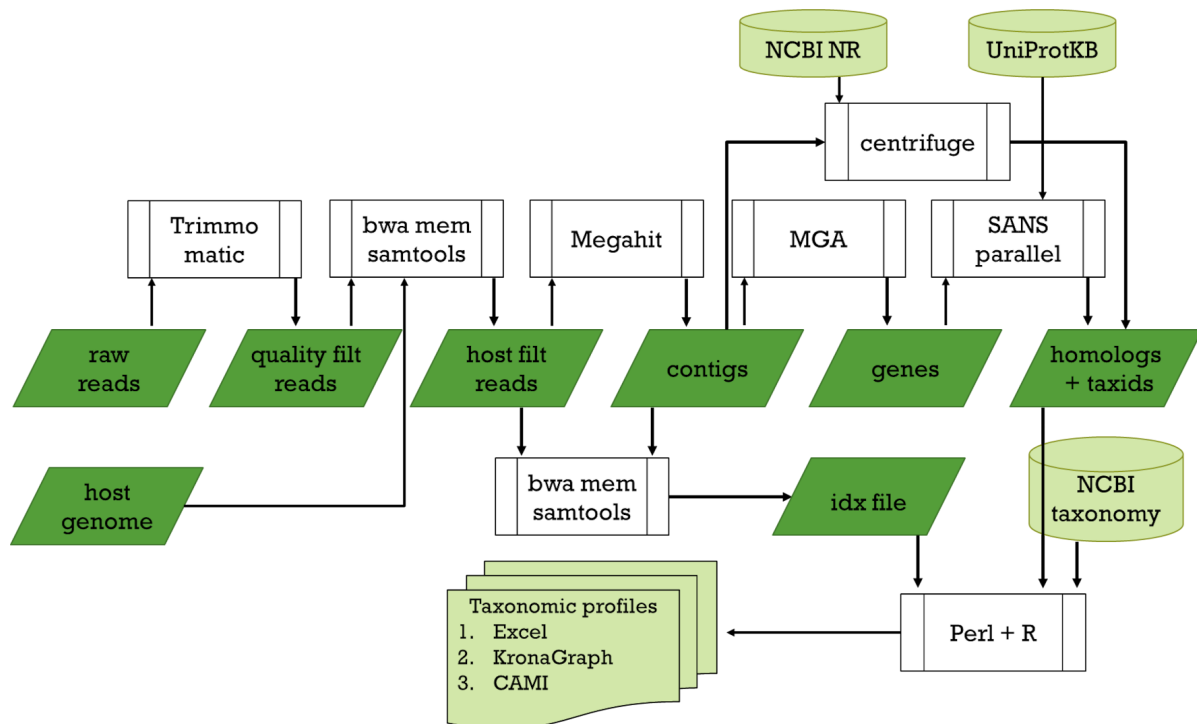 NCBI NR
UniProtKB
centrifuge
Trimmo
matic
bwa mem
samtools
Megahit
MGA
SANS
parallel
raw
reads
quality filt
reads
host filt
reads
contigs
genes
homologs
+ taxids
host
genome
bwa mem
samtools
idx file
NCBI
taxonomy
Taxonomic profiles
1. Excel
2. KronaGraph
3. CAMI
Perl + R